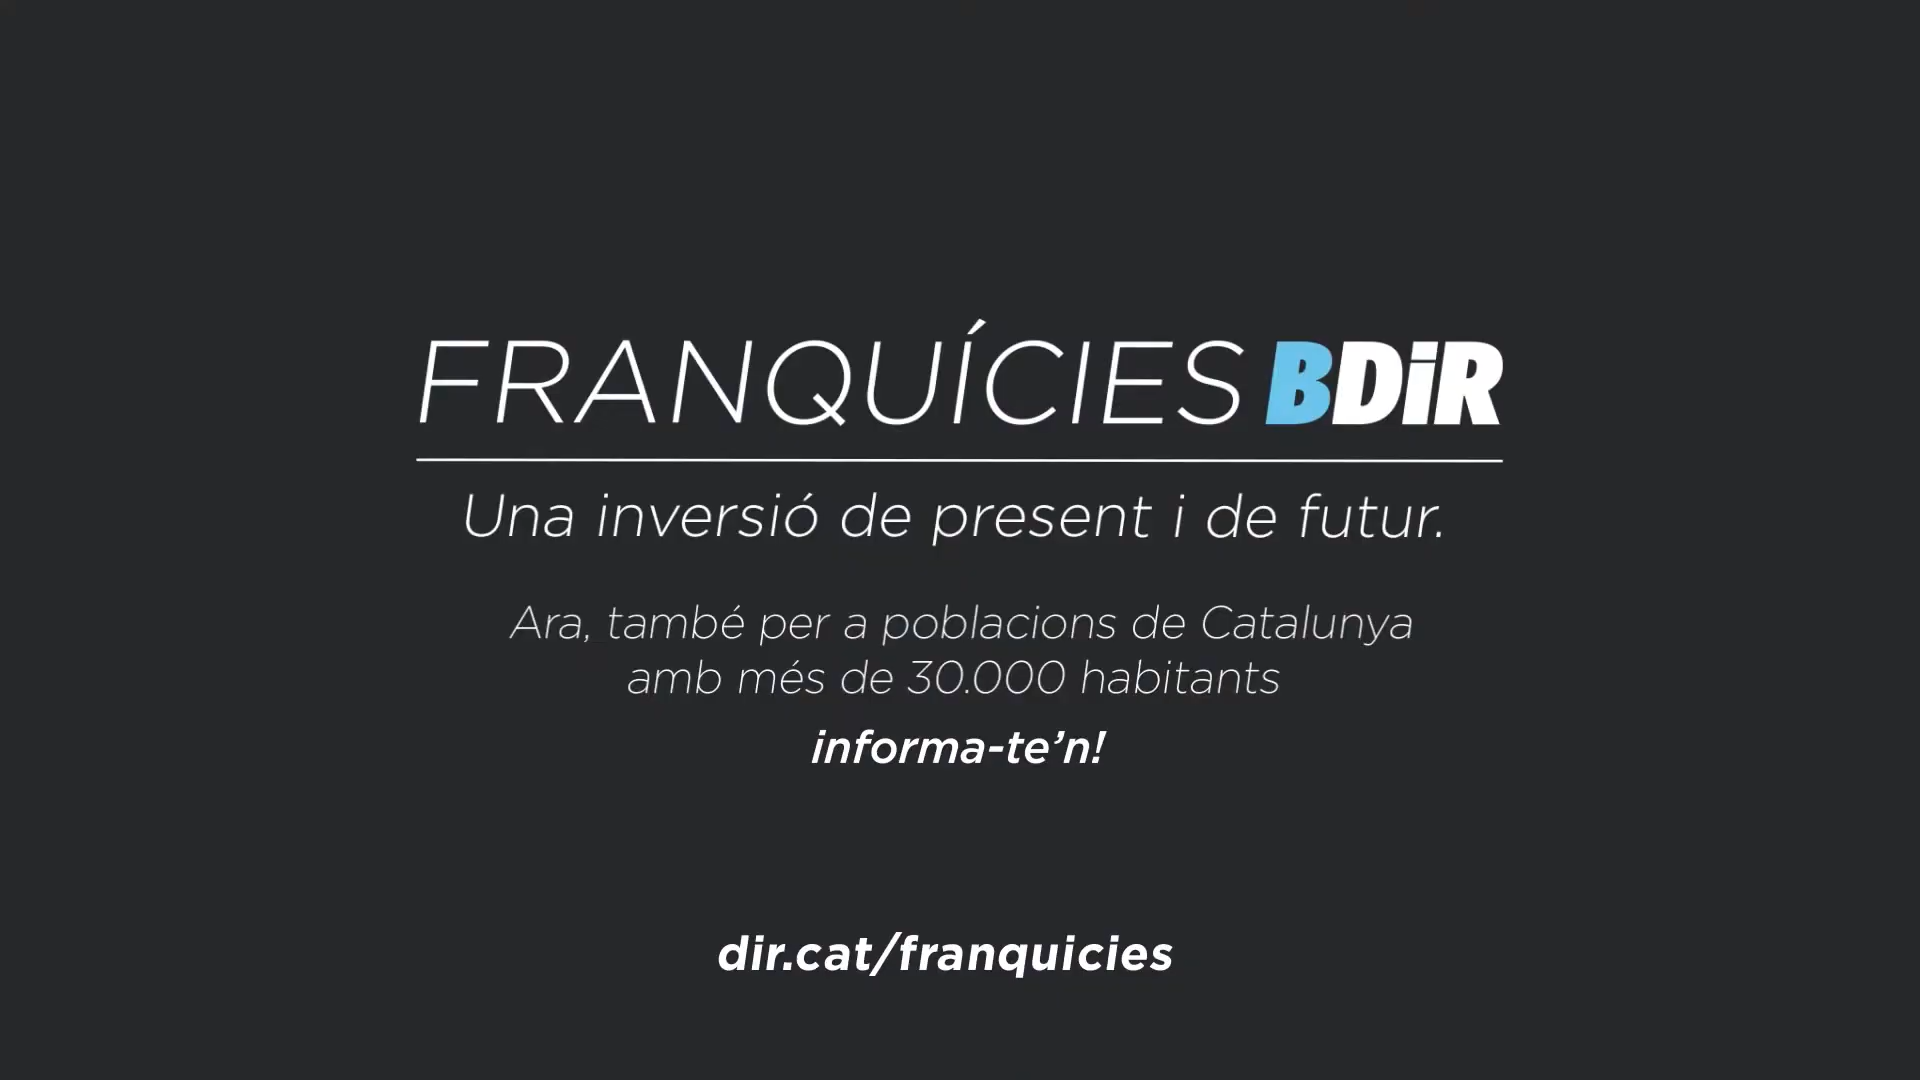 FRANQUÍCIES BDiR
Una inversió de present i de futur.
Ara, també per a poblacions de Catalunya
amb més de 30.000 habitants
informa-te’n!
dir.cat/franquicies